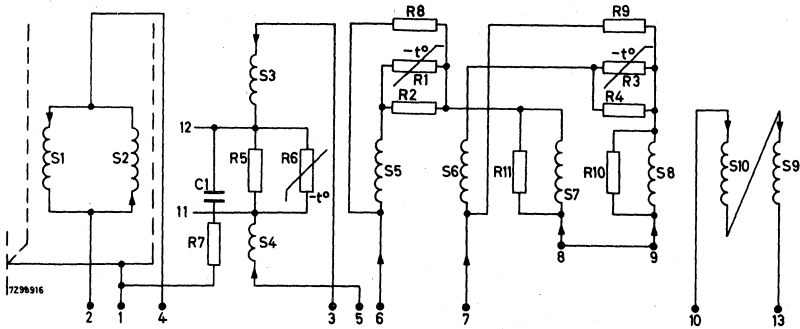 R8
R9
-t°
R1
R2
-t°
R3
R4
S3
12
S1
S2
R5
R6
-t°
C1
11
R7
S4
S5
S6
R11
S7
R10
S8
S10
S9
8
9
7Z98916
2
1
4
3
5
6
7
10
13